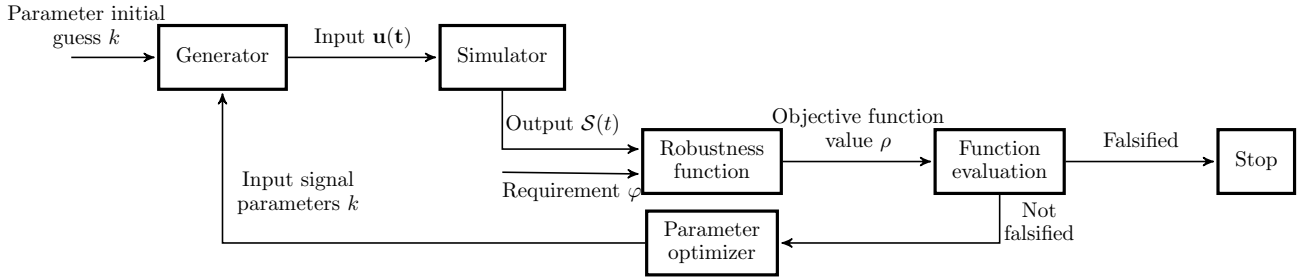 Parameter initial
guess k
Generator
Input u(t)
Simulator
Output 𝒮(t)
Requirement φ
Robustness
function
Objective function
value ρ
Function
evaluation
Falsified
Stop
Not
falsified
Parameter
optimizer
Input signal
parameters k